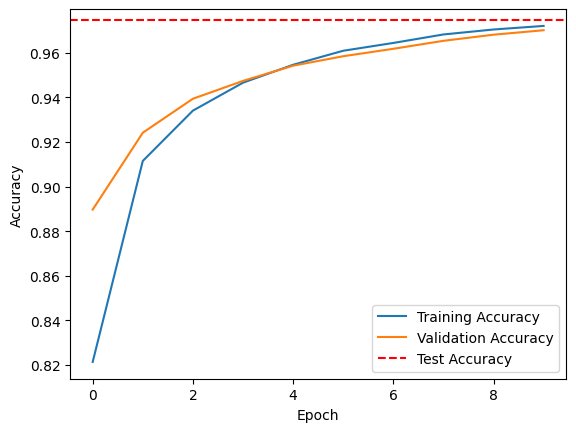 0.96
0.94
0.92
0.90
0.88
0.86
0.84
0.82
Accuracy
Training Accuracy
Validation Accuracy
Test Accuracy
0 2 4 6 8
Epoch